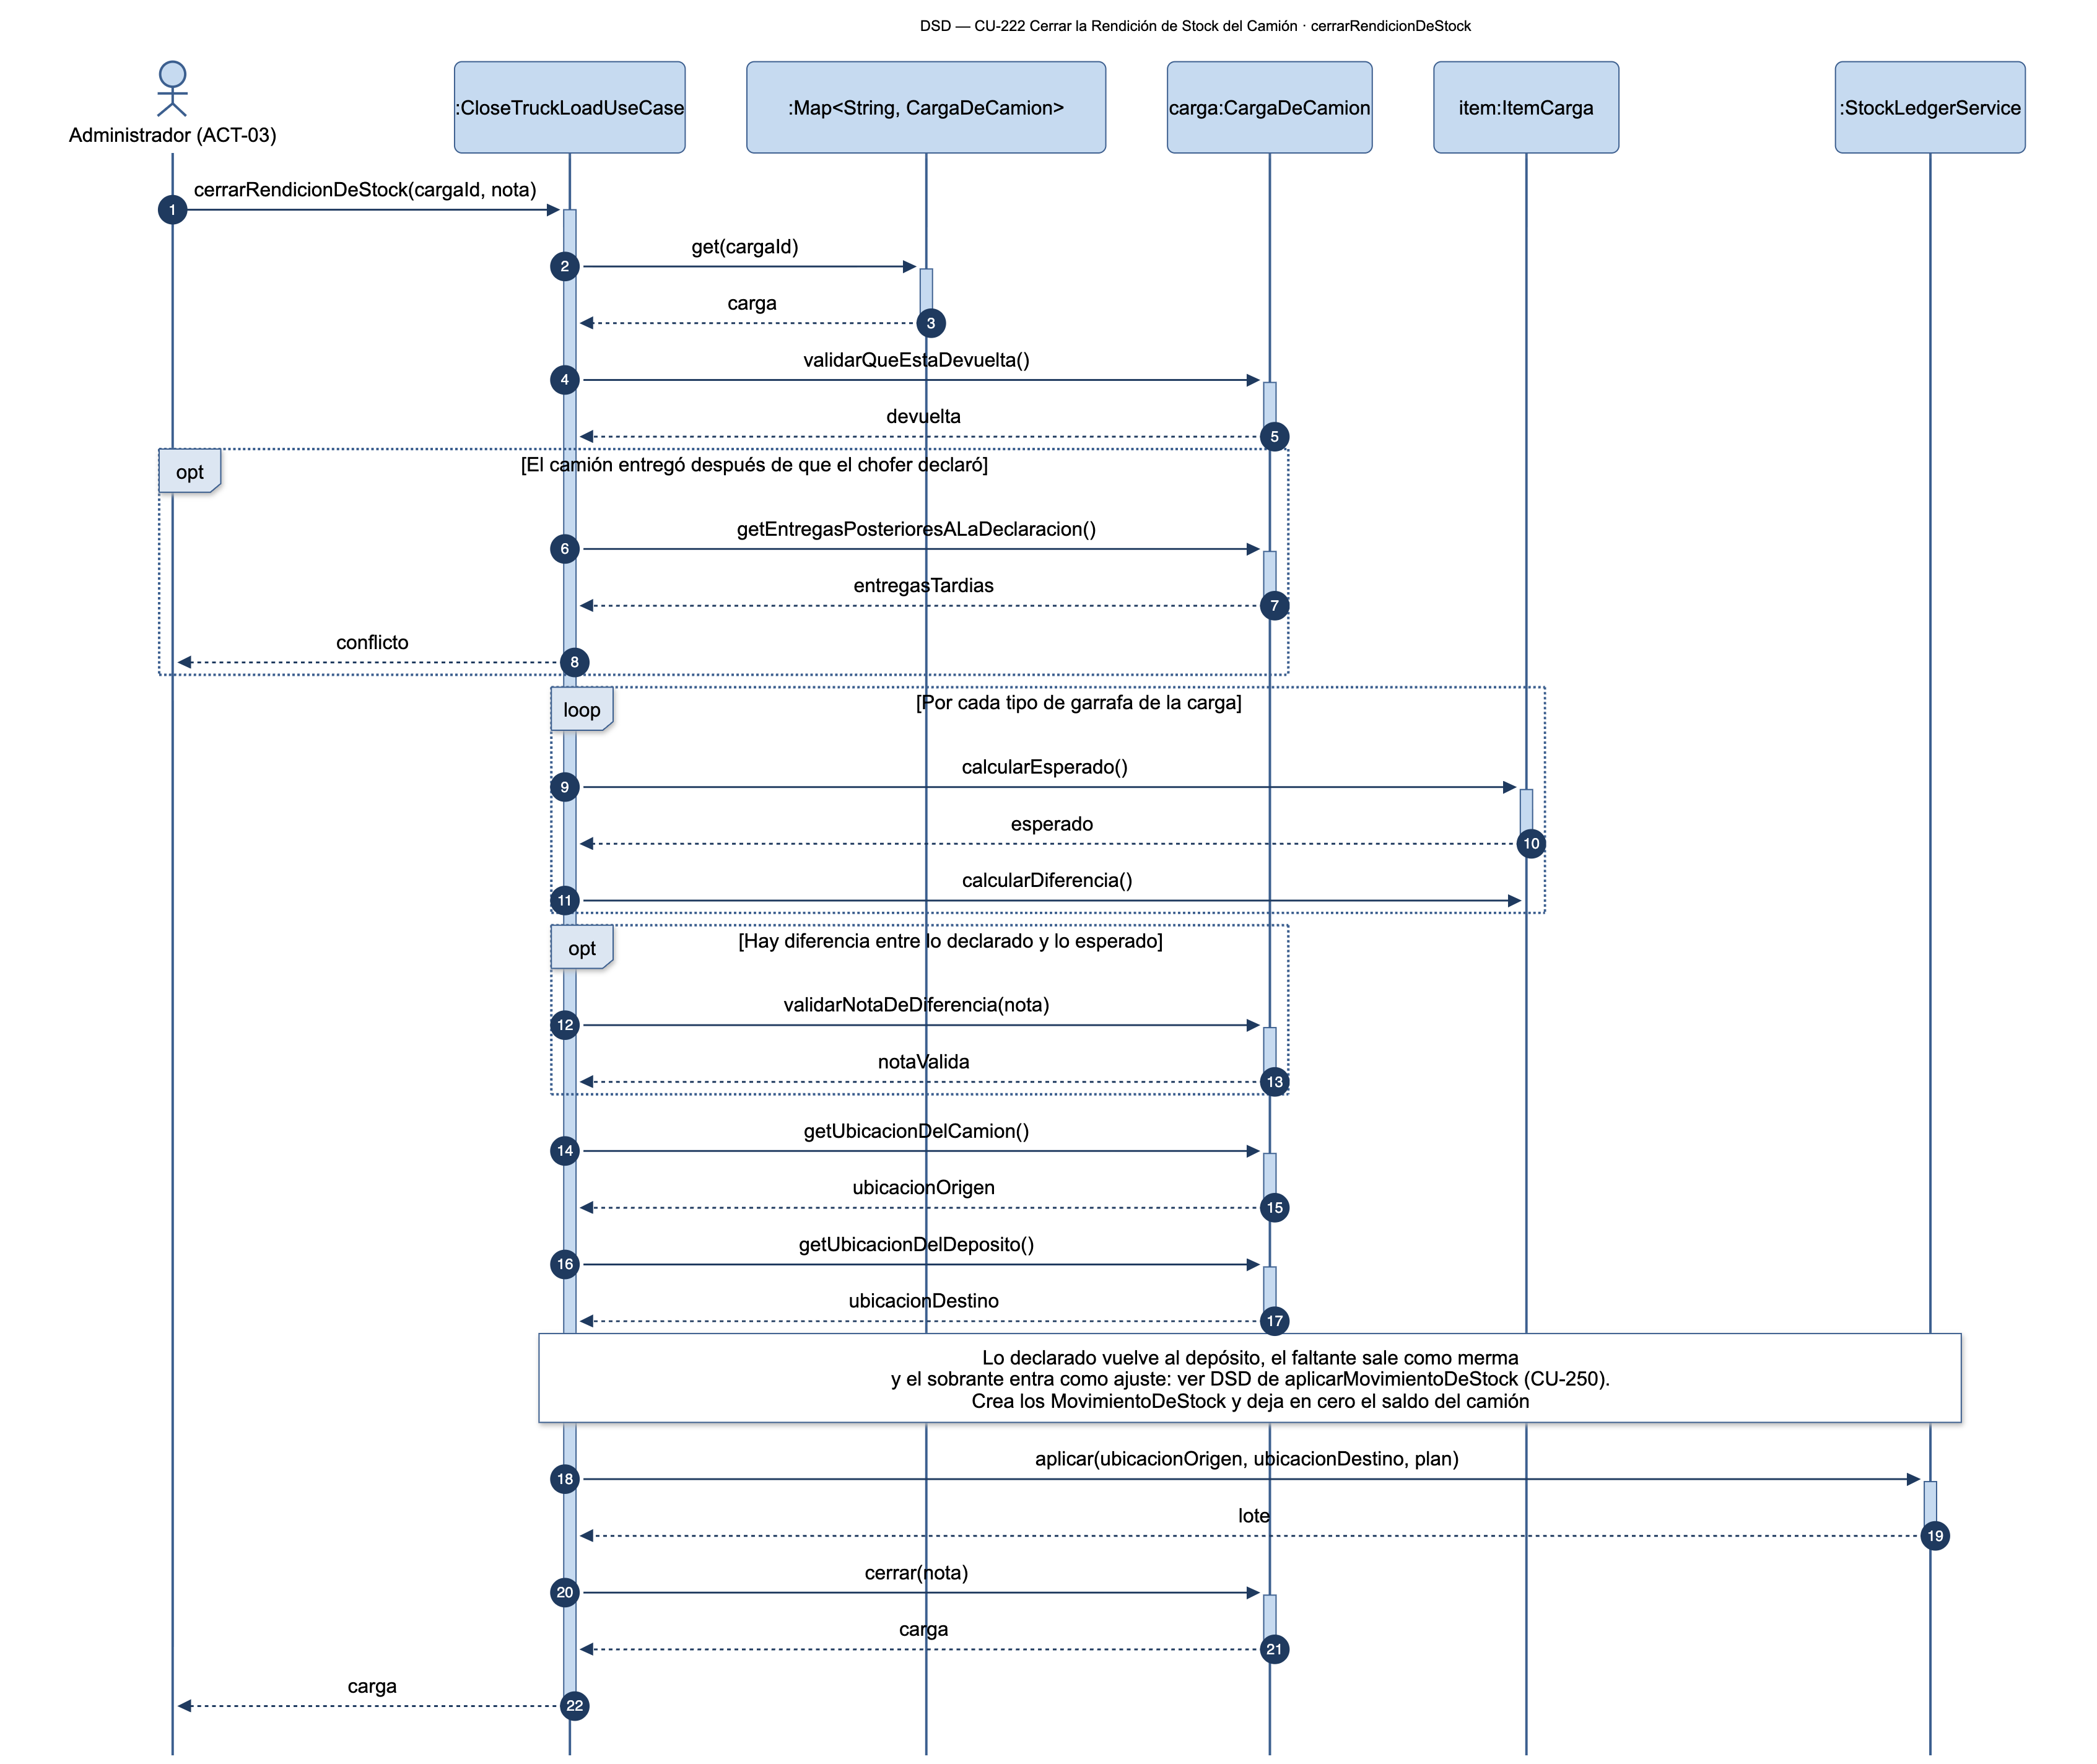 DSD — CU-222 Cerrar la Rendición de Stock del Camión · cerrarRendicionDeStock
Administrador (ACT-03)
:CloseTruckLoadUseCase
:Map<String, CargaDeCamion>
carga:CargaDeCamion
item:ItemCarga
:StockLedgerService
cerrarRendicionDeStock(cargaId, nota)
1
get(cargaId)
2
carga
3
validarQueEstaDevuelta()
4
devuelta
5
opt
[El camión entregó después de que el chofer declaró]
getEntregasPosterioresALaDeclaracion()
6
entregasTardias
7
conflicto
8
loop
[Por cada tipo de garrafa de la carga]
calcularEsperado()
9
esperado
10
calcularDiferencia()
11
opt
[Hay diferencia entre lo declarado y lo esperado]
validarNotaDeDiferencia(nota)
12
notaValida
13
getUbicacionDelCamion()
14
ubicacionOrigen
15
getUbicacionDelDeposito()
16
ubicacionDestino
17
Lo declarado vuelve al depósito, el faltante sale como merma
y el sobrante entra como ajuste: ver DSD de aplicarMovimientoDeStock (CU-250).
Crea los MovimientoDeStock y deja en cero el saldo del camión
aplicar(ubicacionOrigen, ubicacionDestino, plan)
18
lote
19
cerrar(nota)
20
carga
21
carga
22